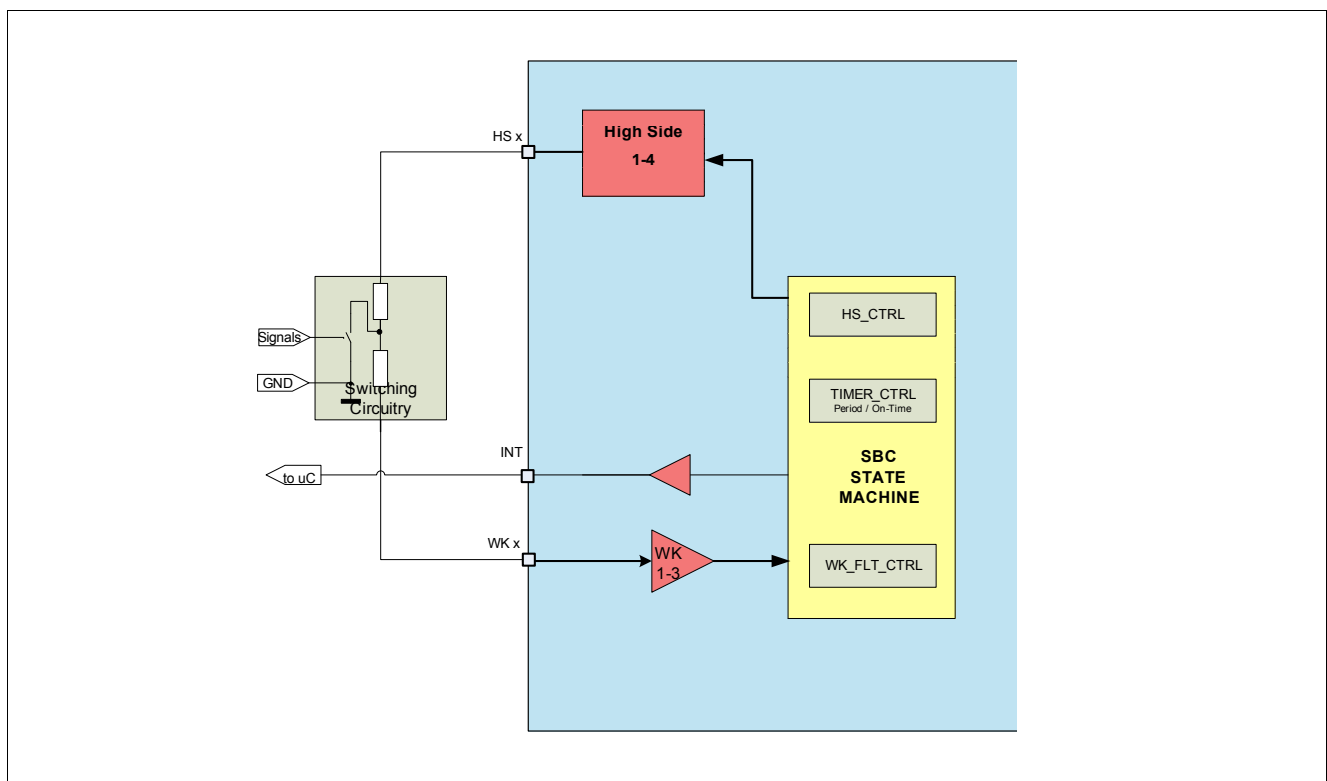 HS x
High Side
1-4
HS_CTRL
Signals
GND
Switching
Circuitry
TIMER_CTRL
Period / On-Time
INT
to uC
SBC
STATE
MACHINE
WK x
WK
1-3
WK_FLT_CTRL